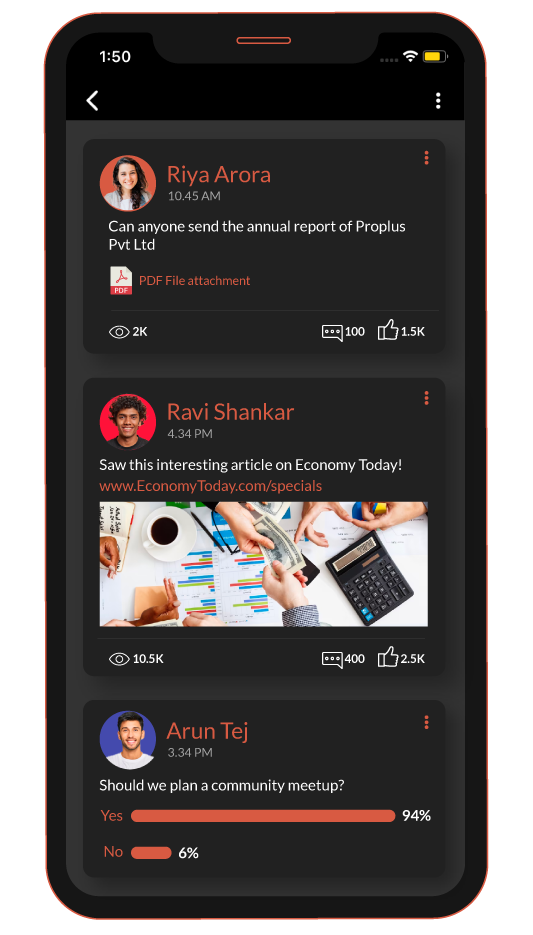 1:50
Riya Arora
10.45 AM
Can anyone send the annual report of Proplus
Pvt Ltd
PDF
PDF File attachment
2K
100
1.5K
Ravi Shankar
4.34 PM
Saw this interesting article on Economy Today!
www.EconomyToday.com/specials
10.5K
400
2.5K
Arun Tej
3.34 PM
Should we plan a community meetup?
Yes
94%
No
6%